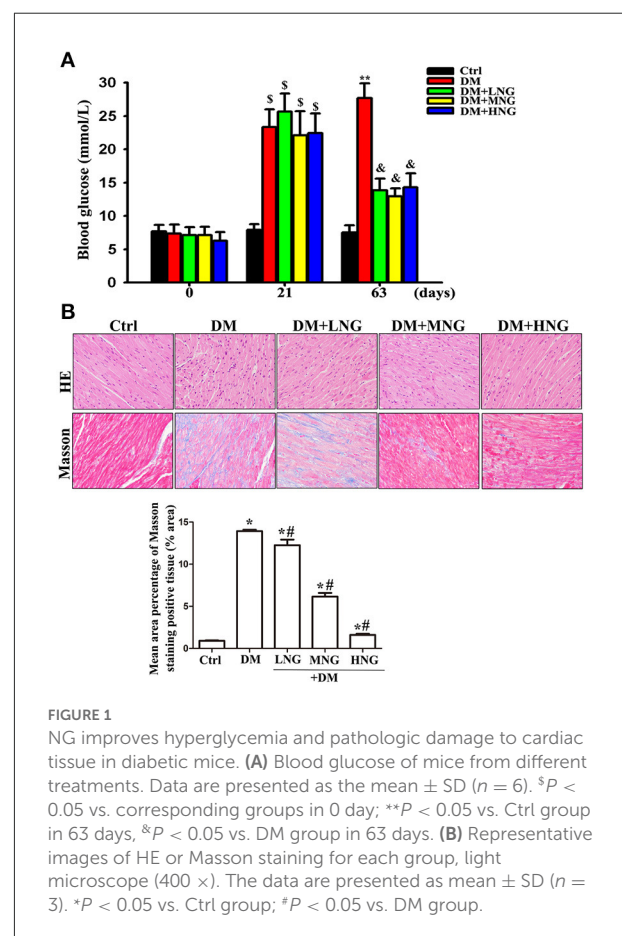 A
Ctrl
DM
DM+LNG
DM+MNG
DM+HNG
Blood glucose (mmol/L)
30
25
20
15
10
5
0
$ $ $ $
**
& & &
0 21 63 (days)
B
Ctrl DM DM+LNG DM+MNG DM+HNG
HE
Masson
Mean area percentage of Masson
staining positive tissue (% area)
15
10
5
0
* *# *# *#
Ctrl DM LNG MNG HNG
+DM
FIGURE 1
NG improves hyperglycemia and pathologic damage to cardiac
tissue in diabetic mice. (A) Blood glucose of mice from different
treatments. Data are presented as the mean ± SD (n = 6). $P <
0.05 vs. corresponding groups in 0 day; **P < 0.05 vs. Ctrl group
in 63 days, &P < 0.05 vs. DM group in 63 days. (B) Representative
images of HE or Masson staining for each group, light
microscope (400 ×). The data are presented as mean ± SD (n =
3). *P < 0.05 vs. Ctrl group; #P < 0.05 vs. DM group.